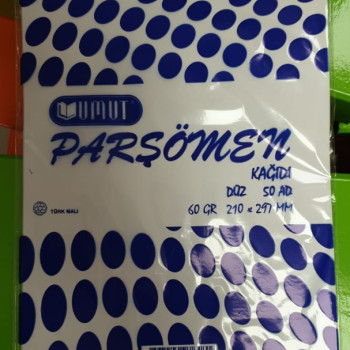 UMUT
PARŞÖMEN
KAĞIDI
DÜZ 50 AD
60 GR 210 x 297 MM
TÜRK MALI